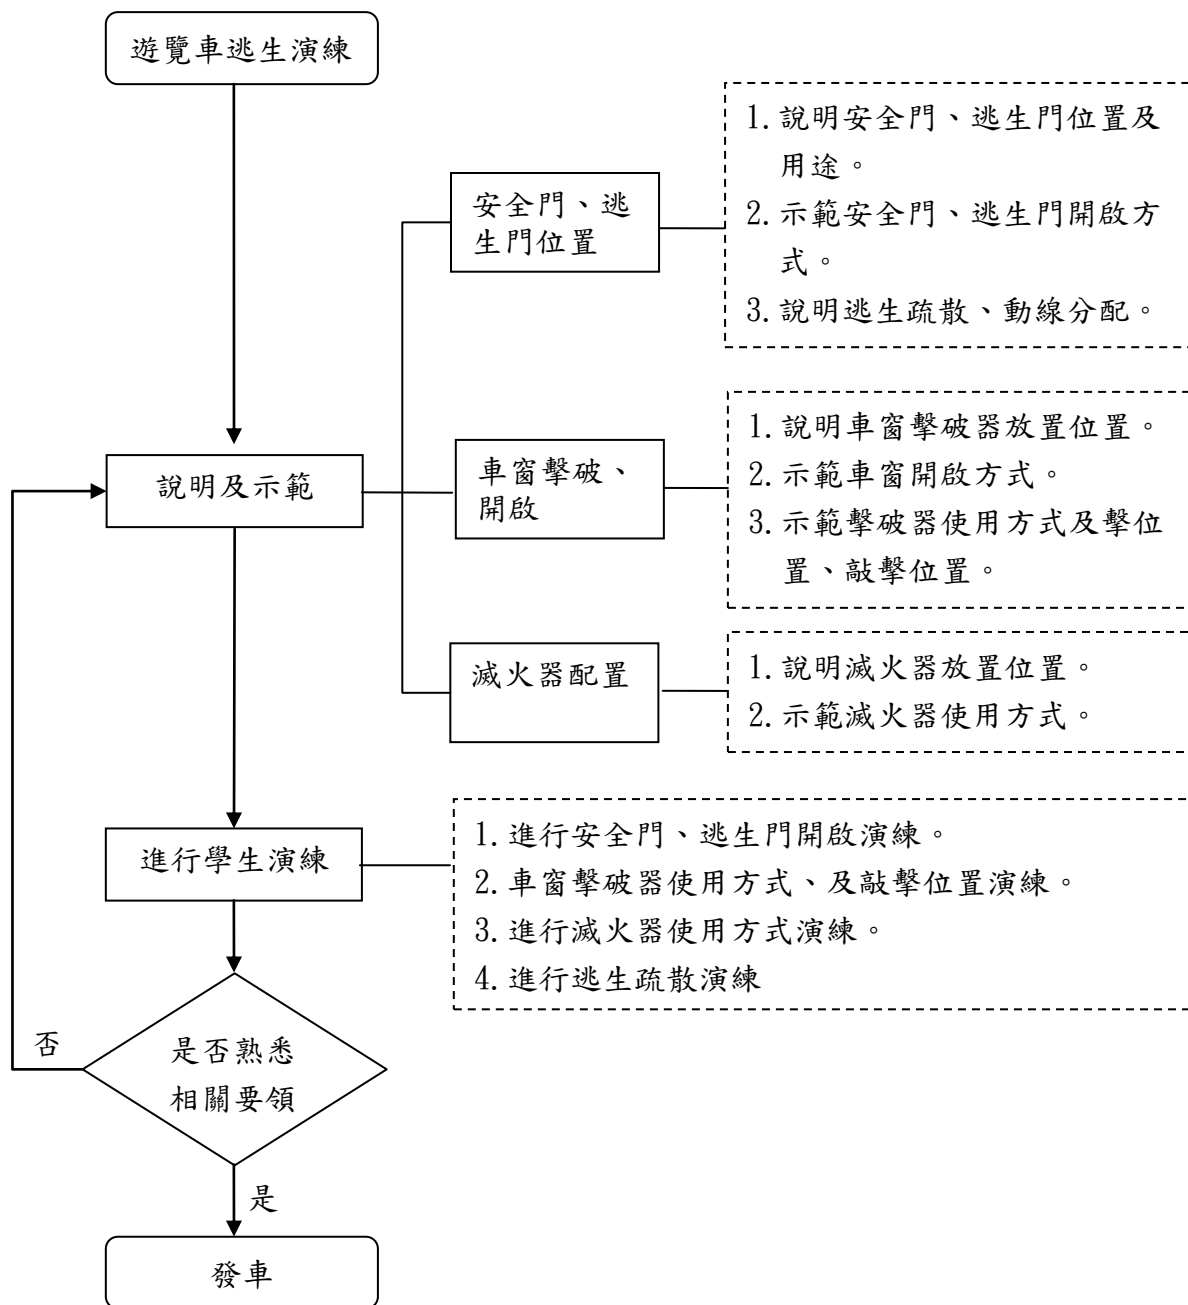 遊覽車逃生演練
1.說明安全門、逃生門位置及
用途。
2.示範安全門、逃生門開啟方
式。
3.說明逃生疏散、動線分配。
安全門、逃
生門位置
說明及示範
車窗擊破、
開啟
1.說明車窗擊破器放置位置。
2.示範車窗開啟方式。
3.示範擊破器使用方式及擊位
置、敲擊位置。
滅火器配置
1.說明滅火器放置位置。
2.示範滅火器使用方式。
進行學生演練
1.進行安全門、逃生門開啟演練。
2.車窗擊破器使用方式、及敲擊位置演練。
3.進行滅火器使用方式演練。
4.進行逃生疏散演練
否
是否熟悉
相關要領
是
發車